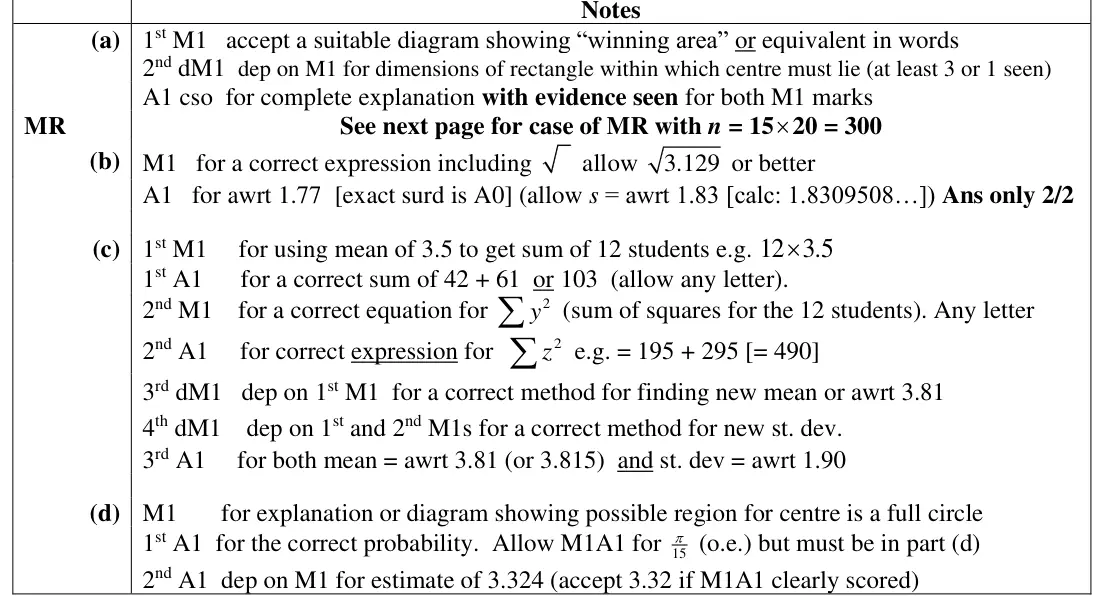 Notes
(a) 1st M1 accept a suitable diagram showing “winning area” or equivalent in words
2nd dM1 dep on M1 for dimensions of rectangle within which centre must lie (at least 3 or 1 seen)
A1 cso for complete explanation with evidence seen for both M1 marks
MR See next page for case of MR with n = 15×20 = 300
(b) M1 for a correct expression including √ allow √3.129 or better
A1 for awrt 1.77 [exact surd is A0] (allow s = awrt 1.83 [calc: 1.8309508…]) Ans only 2/2
(c) 1st M1 for using mean of 3.5 to get sum of 12 students e.g. 12×3.5
1st A1 for a correct sum of 42 + 61 or 103 (allow any letter).
2nd M1 for a correct equation for ∑y² (sum of squares for the 12 students). Any letter
2nd A1 for correct expression for ∑z² e.g. = 195 + 295 [= 490]
3rd dM1 dep on 1st M1 for a correct method for finding new mean or awrt 3.81
4th dM1 dep on 1st and 2nd M1s for a correct method for new st. dev.
3rd A1 for both mean = awrt 3.81 (or 3.815) and st. dev = awrt 1.90
(d) M1 for explanation or diagram showing possible region for centre is a full circle
1st A1 for the correct probability. Allow M1A1 for π/15 (o.e.) but must be in part (d)
2nd A1 dep on M1 for estimate of 3.324 (accept 3.32 if M1A1 clearly scored)